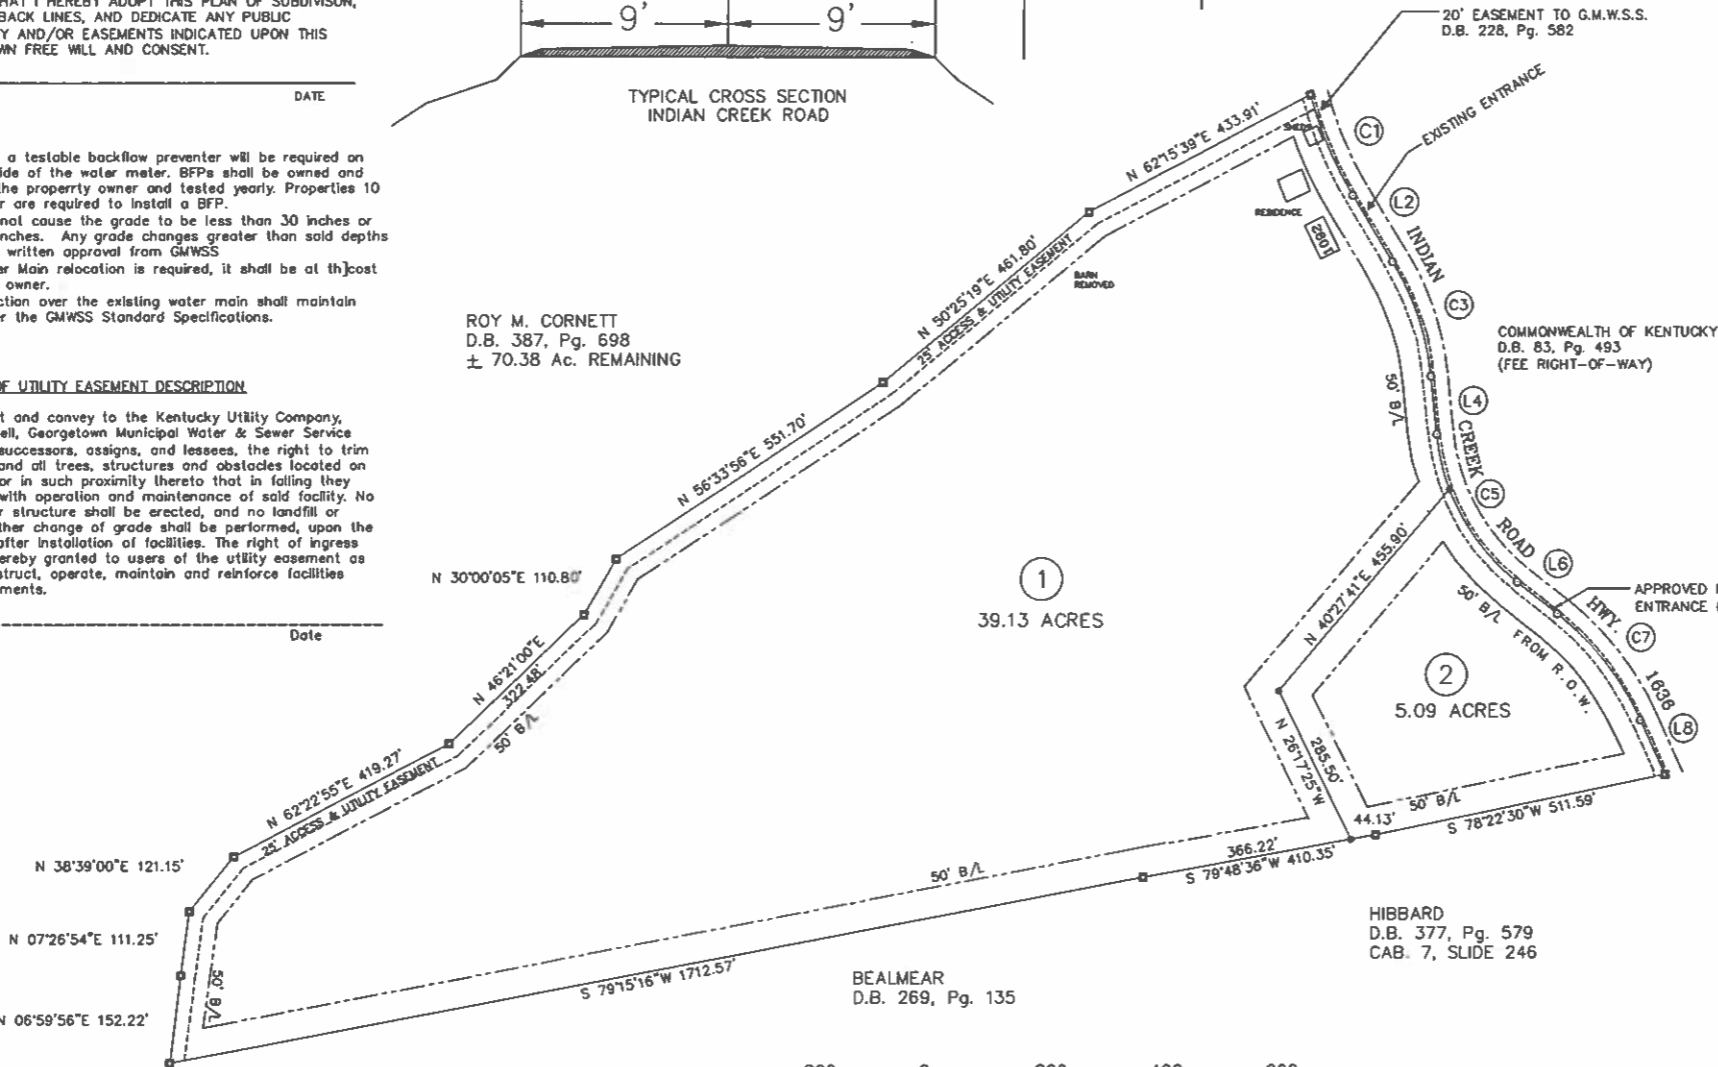 HAT I HEREBY ADOPT THIS PLAN OF SUBDIVISON,
BACK LINES, AND DEDICATE ANY PUBLIC
Y AND/OR EASEMENTS INDICATED UPON THIS
WN FREE WILL AND CONSENT.
DATE
a testable backflow preventer will be required on
ide of the water meter. BFPs shall be owned and
the properrty owner and tested yearly. Properties 10
r are required to install a BFP.
not cause the grade to be less than 30 inches or
nches. Any grade changes greater than said depths
written approval from GMWSS
er Main relocation is required, it shall be at th]cost
owner.
ction over the existing water main shall maintain
r the GMWSS Standard Specifications.
OF UTILITY EASEMENT DESCRIPTION
t and convey to the Kentucky Utility Company,
ell, Georgetown Municipal Water & Sewer Service
successors, assigns, and lessees, the right to trim
and all trees, structures and obstacles located on
or in such proximity thereto that in falling they
with operation and maintenance of said facility. No
r structure shall be erected, and no landfill or
ther change of grade shall be performed, upon the
after installation of facilities. The right of ingress
ereby granted to users of the utility easement as
struct, operate, maintain and reinforce facilities
ments.
Date
9' 9'
TYPICAL CROSS SECTION
INDIAN CREEK ROAD
20' EASEMENT TO G.M.W.S.S.
D.B. 228, Pg. 582
EXISTING ENTRANCE
N 62°15'39"E 433.91'
SHEDS
C1
RESIDENCE
2801
L2
INDIAN CREEK ROAD HWY. 1636
C3
BARN
REMOVED
N 50°25'19"E 461.80'
25' ACCESS & UTILITY EASEMENT
ROY M. CORNETT
D.B. 387, Pg. 698
± 70.38 Ac. REMAINING
COMMONWEALTH OF KENTUCKY
D.B. 83, Pg. 493
(FEE RIGHT-OF-WAY)
50' B/L
L4
N 56°33'56"E 551.70'
C5
N 40°27'41"E 455.90'
L6
APPROVED
ENTRANCE
N 30°00'05"E 110.80'
1
39.13 ACRES
50' B/L FROM R.O.W.
C7
2
5.09 ACRES
L8
N 46°21'00"E
322.48'
50' B/L
N 26°17'25"W
285.50'
N 62°22'55"E 419.27'
25' ACCESS & UTILITY EASEMENT
50' B/L
44.13'
S 78°22'30"W 511.59'
N 38°39'00"E 121.15'
366.22'
S 79°48'36"W 410.35'
50' B/L
N 07°26'54"E 111.25'
HIBBARD
D.B. 377, Pg. 579
CAB. 7, SLIDE 246
50' B/L
S 79°15'16"W 1712.57'
BEALMEAR
D.B. 269, Pg. 135
N 06°59'56"E 152.22'